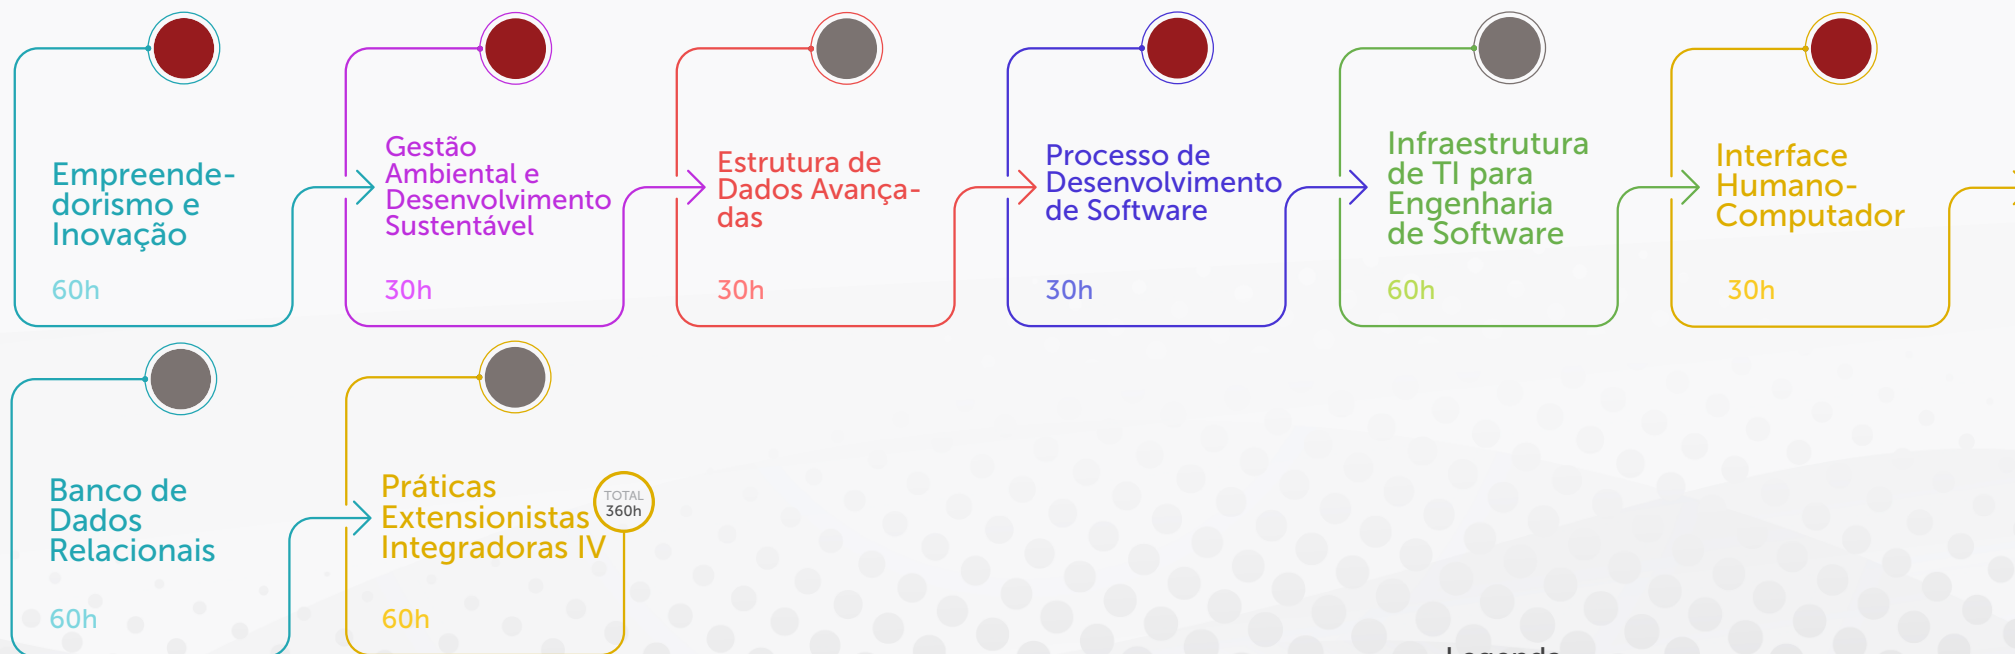 Empreende-
dorismo e
Inovação
60h
Gestão
Ambiental e
Desenvolvimento
Sustentável
30h
Estrutura de
Dados Avança-
das
30h
Processo de
Desenvolvimento
de Software
30h
Infraestrutura
de TI para
Engenharia
de Software
60h
Interface
Humano-
Computador
30h
Banco de
Dados
Relacionais
60h
Práticas
Extensionistas
Integradoras IV
60h
TOTAL
360h
Legenda